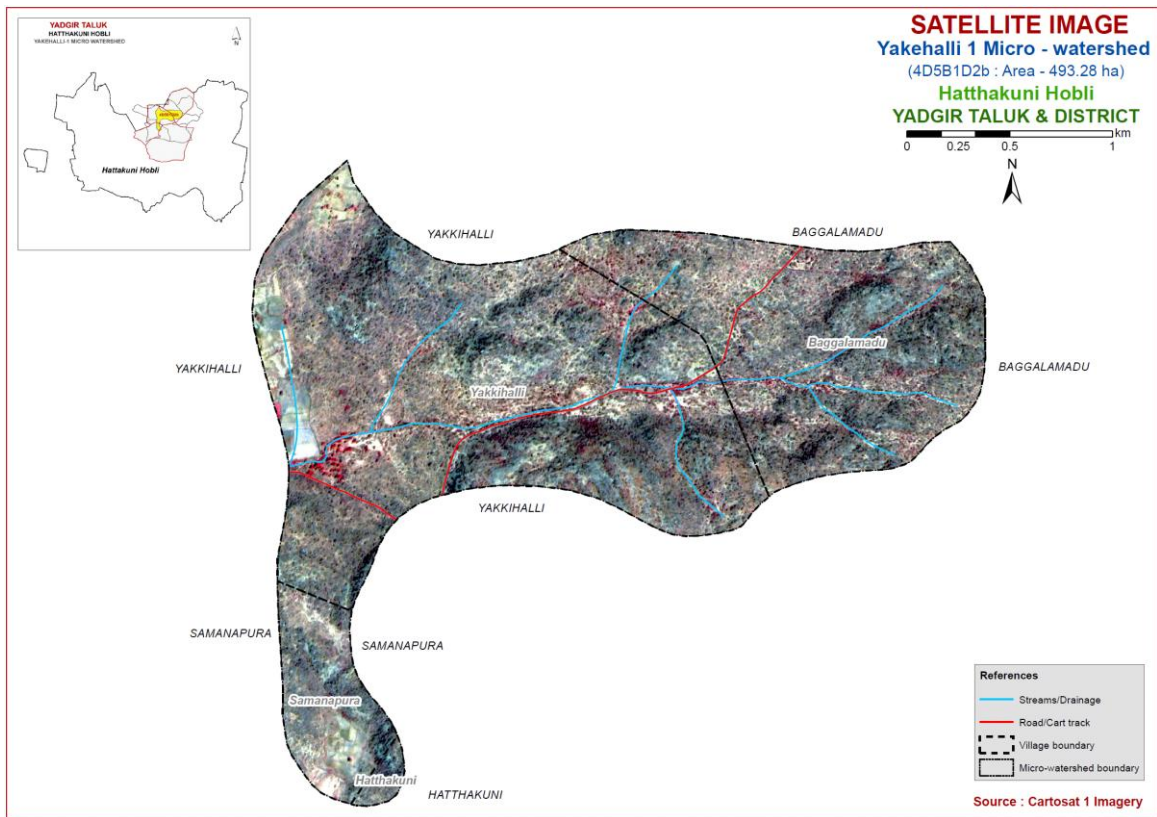 YADGIR TALUK
HATTHAKUNI HOBLI
YAKEHALLI 1 MICRO WATERSHED
N
Hattakuni Hobli
SATELLITE IMAGE
Yakehalli 1 Micro - watershed
(4D5B1D2b : Area - 493.28 ha)
Hatthakuni Hobli
YADGIR TALUK & DISTRICT
km
0 0.25 0.5 1
N
YAKKIHALLI
BAGGALAMADU
YAKKIHALLI
Baggalamadu
BAGGALAMADU
Yakkihalli
YAKKIHALLI
SAMANAPURA
SAMANAPURA
Samanapura
Hatthakuni
HATTHAKUNI
References
Streams/Drainage
Road/Cart track
Village boundary
Micro-watershed boundary
Source : Cartosat 1 Imagery